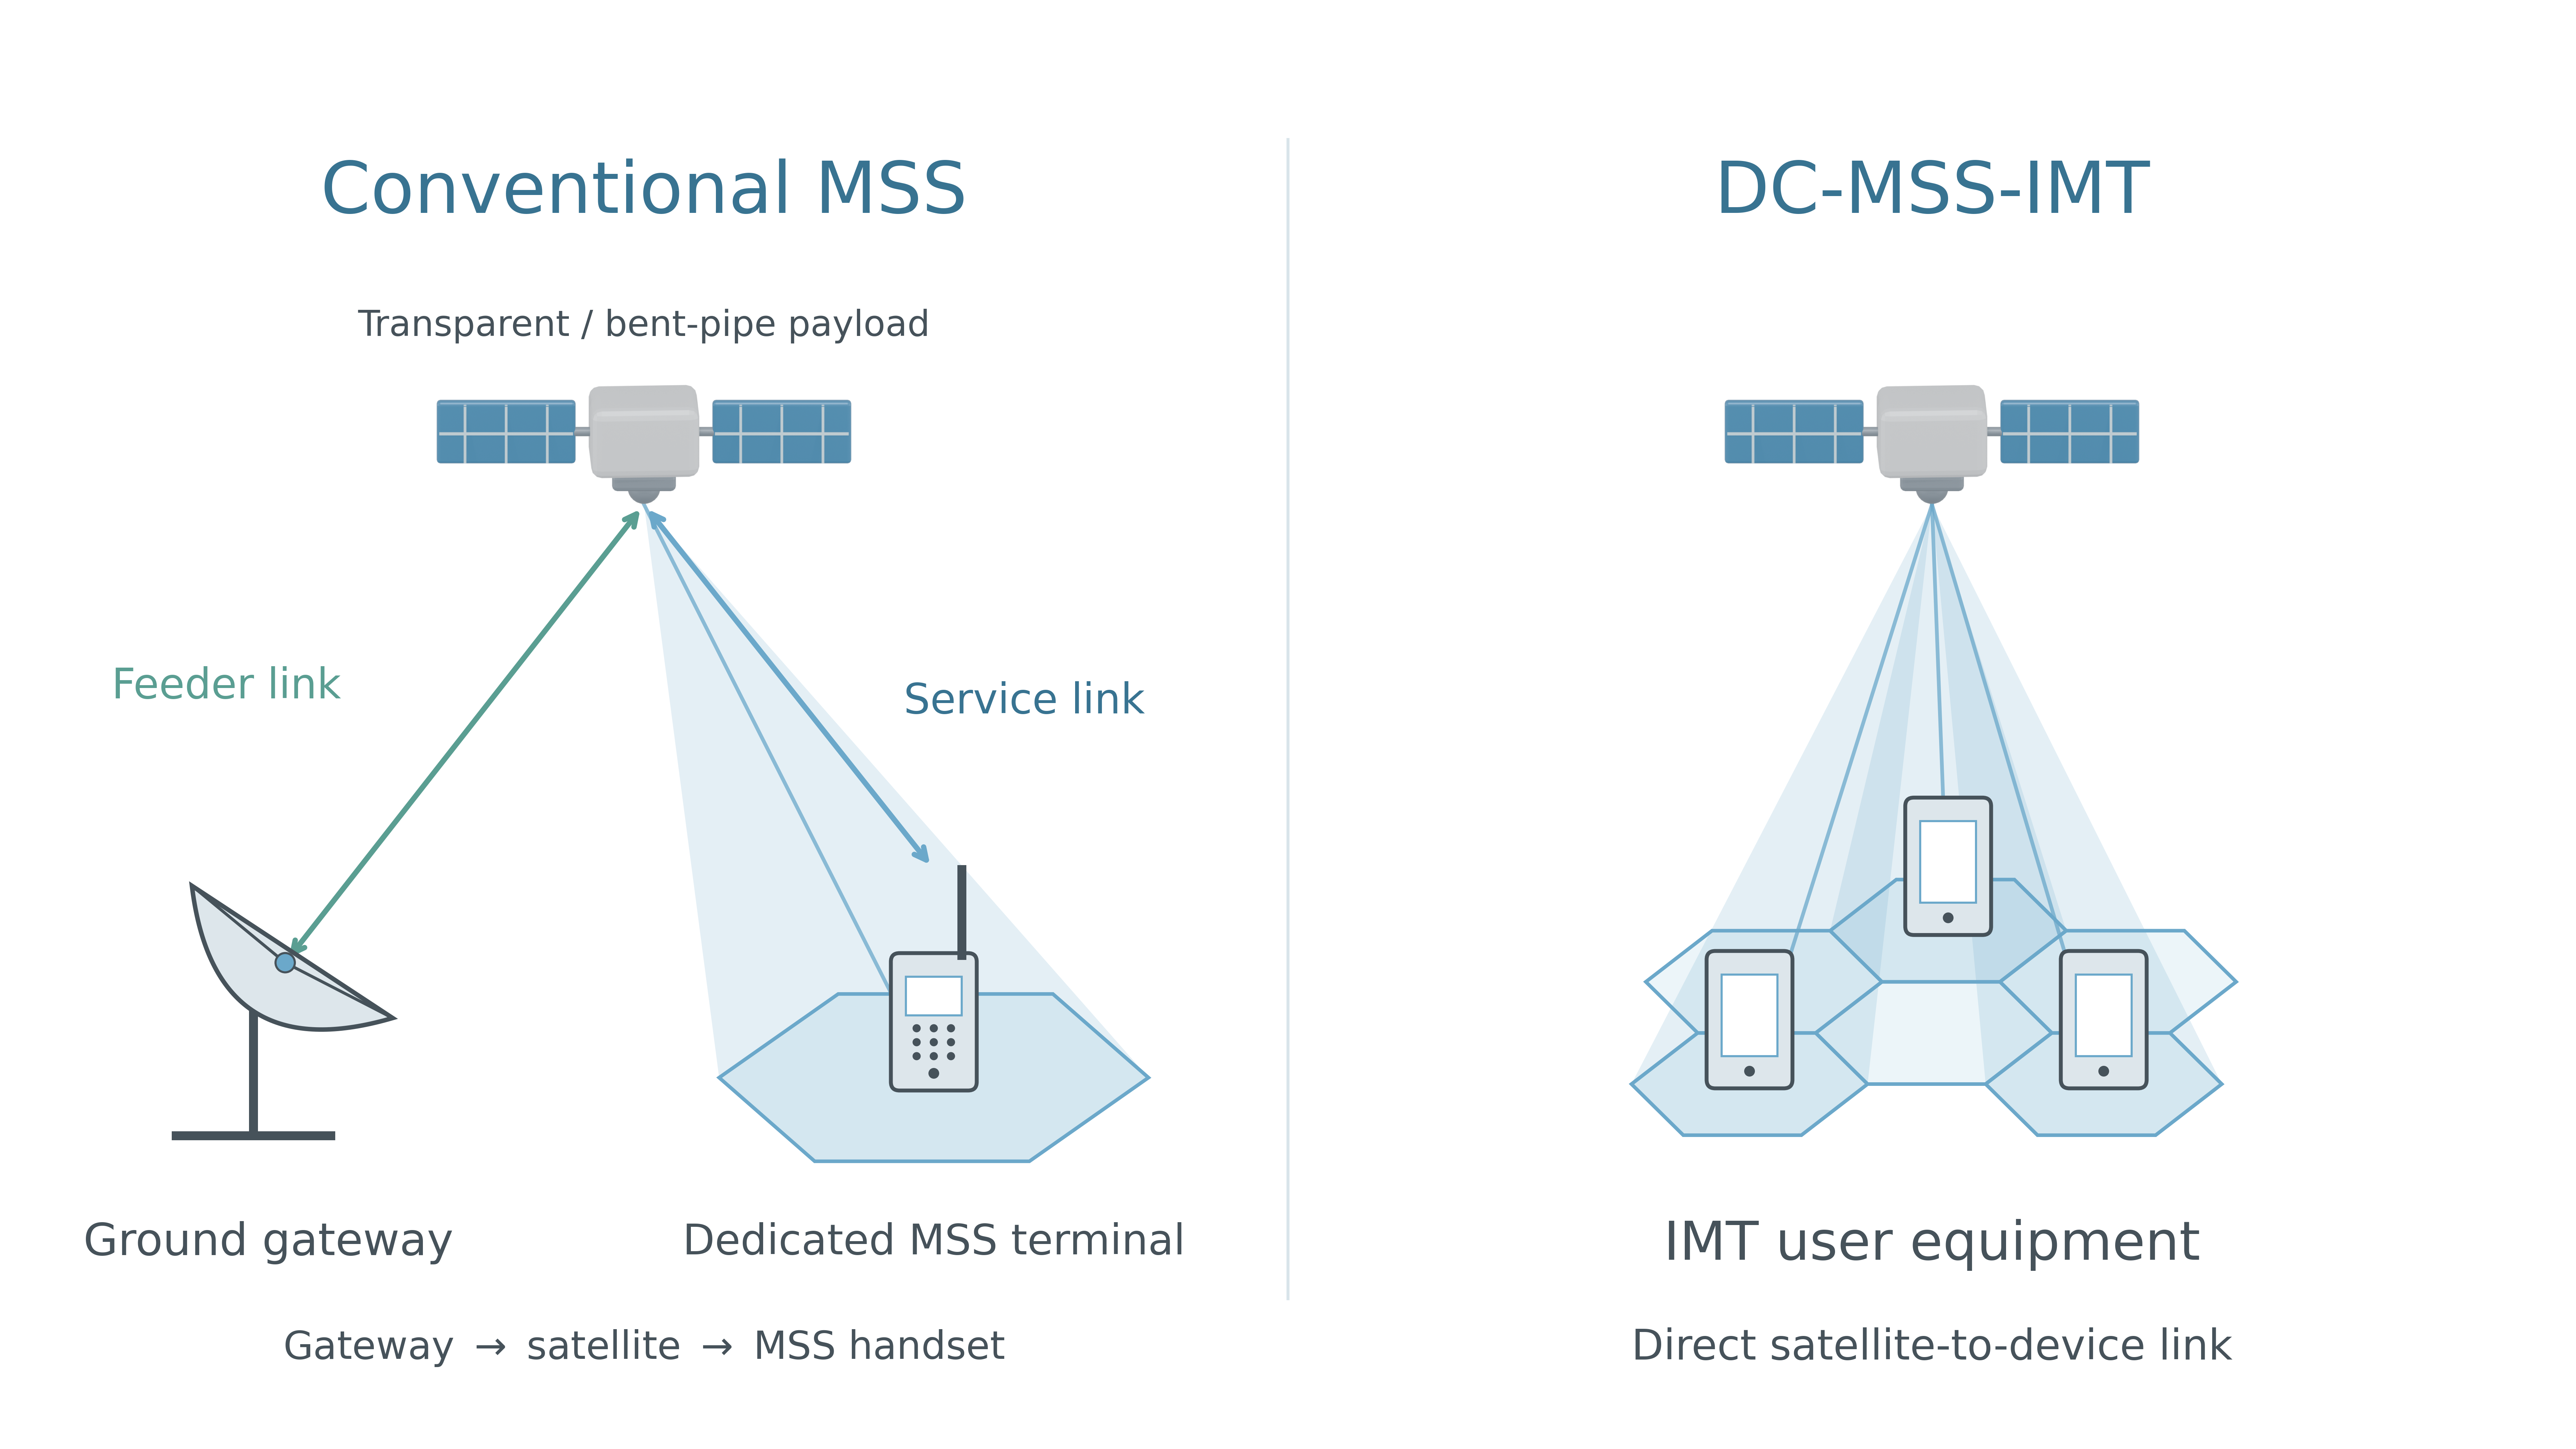 Conventional MSS
Transparent / bent-pipe payload
Feeder link
Service link
Ground gateway
Dedicated MSS terminal
Gateway → satellite → MSS handset
DC-MSS-IMT
IMT user equipment
Direct satellite-to-device link